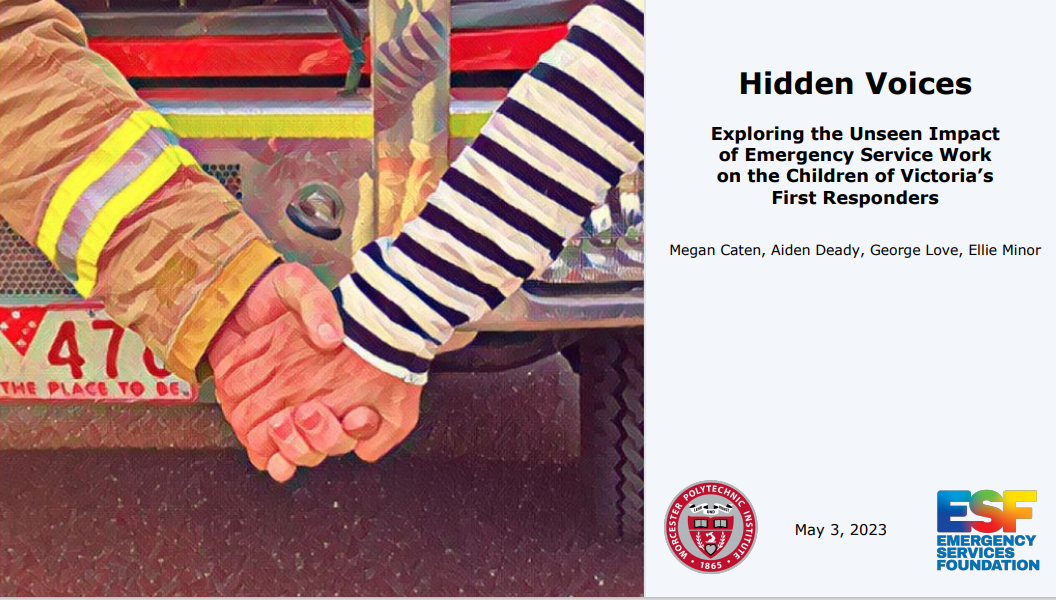 470
THE PLACE TO BE
Hidden Voices
Exploring the Unseen Impact
of Emergency Service Work
on the Children of Victoria’s
First Responders
Megan Caten, Aiden Deady, George Love, Ellie Minor
WORCESTER POLYTECHNIC INSTITUTE
1865
May 3, 2023
ESF
EMERGENCY
SERVICES
FOUNDATION